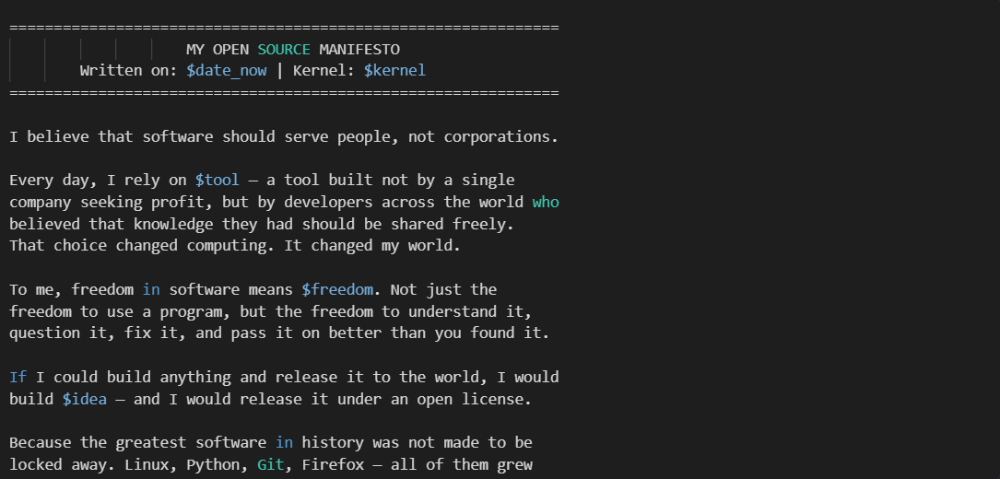 ==============================================================
MY OPEN SOURCE MANIFESTO
Written on: $date_now | Kernel: $kernel
==============================================================
I believe that software should serve people, not corporations.
Every day, I rely on $tool — a tool built not by a single
company seeking profit, but by developers across the world who
believed that knowledge they had should be shared freely.
That choice changed computing. It changed my world.
To me, freedom in software means $freedom. Not just the
freedom to use a program, but the freedom to understand it,
question it, fix it, and pass it on better than you found it.
If I could build anything and release it to the world, I would
build $idea — and I would release it under an open license.
Because the greatest software in history was not made to be
locked away. Linux, Python, Git, Firefox — all of them grew